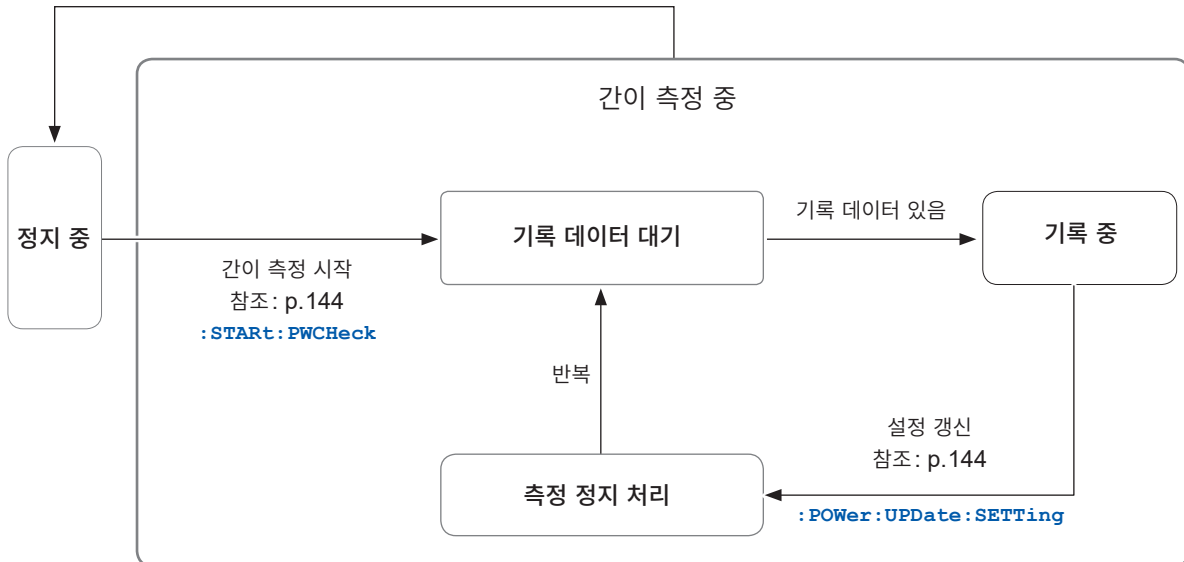 간이 측정 중
정지 중
기록 데이터 대기
기록 데이터 있음
기록 중
간이 측정 시작
참조: p.144
:STARt:PWCHeck
반복
설정 갱신
참조: p.144
측정 정지 처리
:POWer:UPDate:SETTing